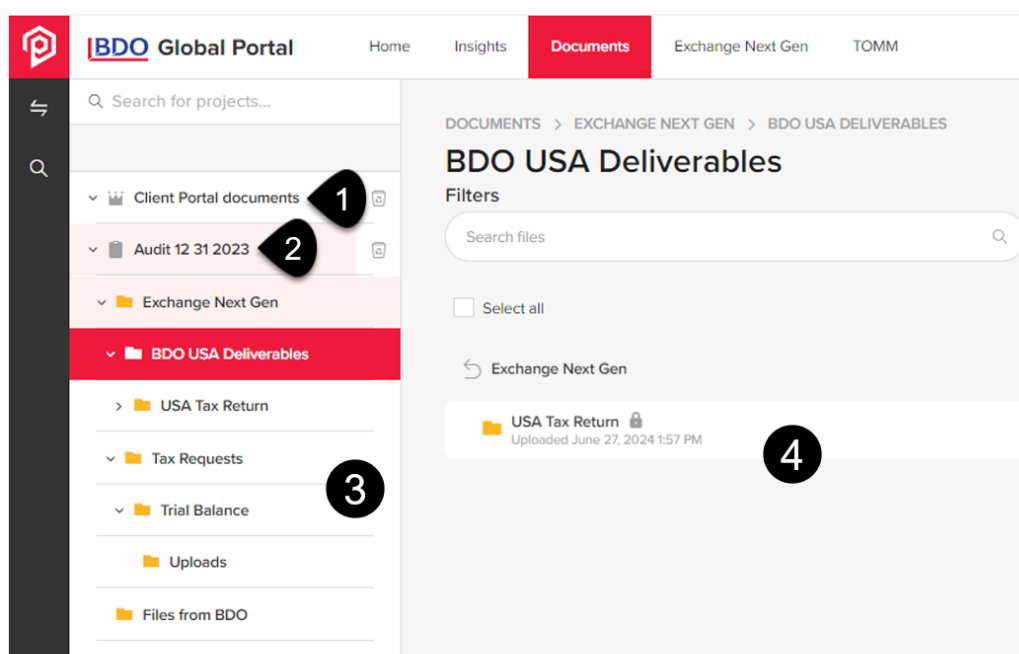 BDO Global Portal
Home
Insights
Documents
Exchange Next Gen
TOMM
Search for projects...
Client Portal documents
1
Audit 12 31 2023
2
Exchange Next Gen
BDO USA Deliverables
USA Tax Return
Tax Requests
3
Trial Balance
Uploads
Files from BDO
DOCUMENTS > EXCHANGE NEXT GEN > BDO USA DELIVERABLES
BDO USA Deliverables
Filters
Search files
Select all
Exchange Next Gen
USA Tax Return
Uploaded June 27, 2024 1:57 PM
4